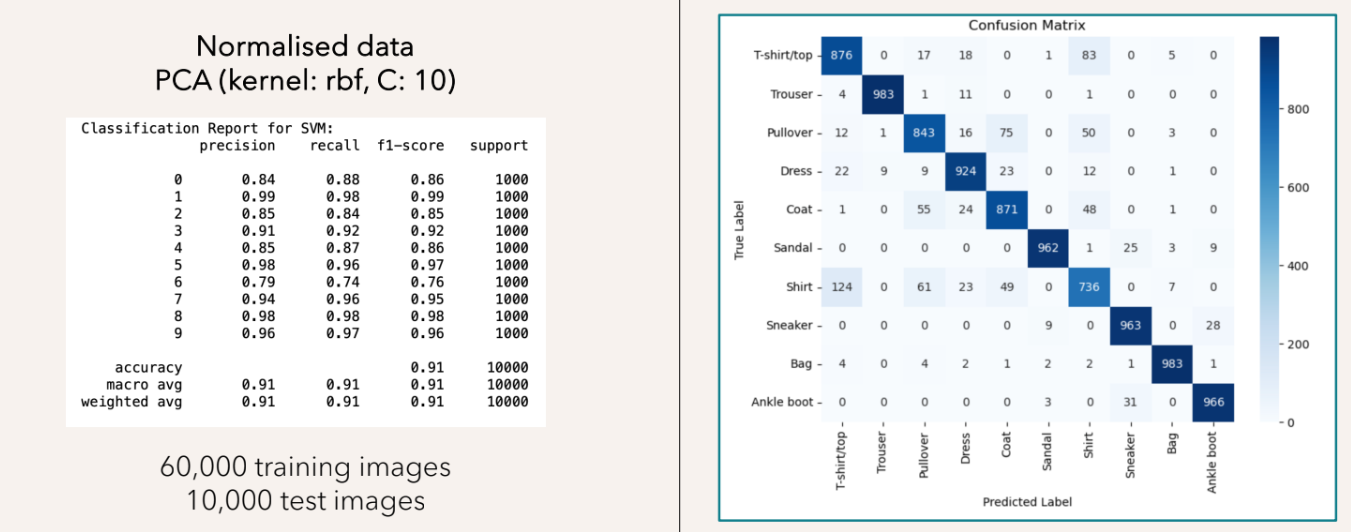 Normalised data
PCA (kernel: rbf, C: 10)
Classification Report for SVM:
precision recall f1-score support
0 0.84 0.88 0.86 1000
1 0.99 0.98 0.99 1000
2 0.85 0.84 0.85 1000
3 0.91 0.92 0.92 1000
4 0.85 0.87 0.86 1000
5 0.98 0.96 0.97 1000
6 0.79 0.74 0.76 1000
7 0.94 0.96 0.95 1000
8 0.98 0.98 0.98 1000
9 0.96 0.97 0.96 1000
accuracy 0.91 10000
macro avg 0.91 0.91 0.91 10000
weighted avg 0.91 0.91 0.91 10000
60,000 training images
10,000 test images
Confusion Matrix
True Label
T-shirt/top 876 0 17 18 0 1 83 0 5 0
Trouser 4 983 1 11 0 0 1 0 0 0
Pullover 12 1 843 16 75 0 50 0 3 0
Dress 22 9 9 924 23 0 12 0 1 0
Coat 1 0 55 24 871 0 48 0 1 0
Sandal 0 0 0 0 0 962 1 25 3 9
Shirt 124 0 61 23 49 0 736 0 7 0
Sneaker 0 0 0 0 0 9 0 963 0 28
Bag 4 0 4 2 1 2 2 1 983 1
Ankle boot 0 0 0 0 0 3 0 31 0 966
T-shirt/top Trouser Pullover Dress Coat Sandal Shirt Sneaker Bag Ankle boot
Predicted Label
800
600
400
200
0